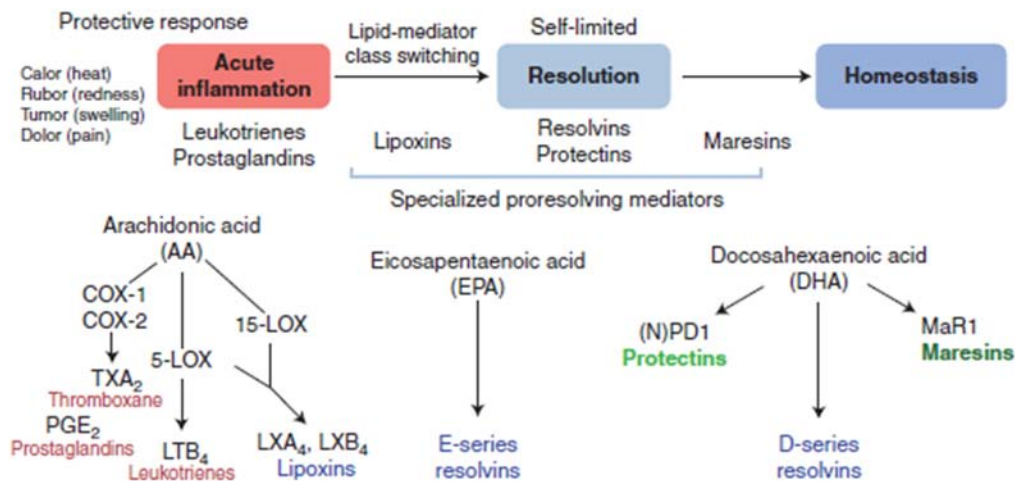 Protective response
Calor (heat)
Rubor (redness)
Tumor (swelling)
Dolor (pain)
Acute
inflammation
Lipid-mediator
class switching
Self-limited
Resolution
Homeostasis
Leukotrienes
Prostaglandins
Lipoxins
Resolvins
Protectins
Maresins
Specialized proresolving mediators
Arachidonic acid
(AA)
COX-1
COX-2
15-LOX
5-LOX
TXA₂
Thromboxane
PGE₂
Prostaglandins
LTB₄
Leukotrienes
LXA₄, LXB₄
Lipoxins
Eicosapentaenoic acid
(EPA)
E-series
resolvins
Docosahexaenoic acid
(DHA)
(N)PD1
Protectins
MaR1
Maresins
D-series
resolvins